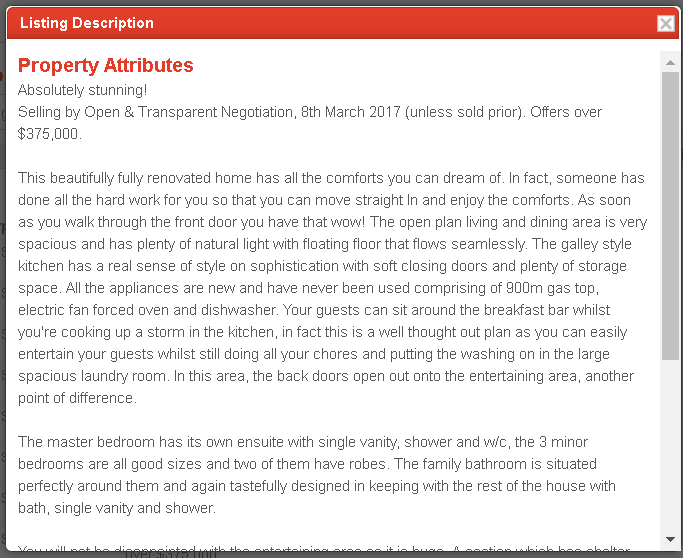 Listing Description
Property Attributes
Absolutely stunning!
Selling by Open & Transparent Negotiation, 8th March 2017 (unless sold prior). Offers over
$375,000.
This beautifully fully renovated home has all the comforts you can dream of. In fact, someone has
done all the hard work for you so that you can move straight In and enjoy the comforts. As soon
as you walk through the front door you have that wow! The open plan living and dining area is very
spacious and has plenty of natural light with floating floor that flows seamlessly. The galley style
kitchen has a real sense of style on sophistication with soft closing doors and plenty of storage
space. All the appliances are new and have never been used comprising of 900m gas top,
electric fan forced oven and dishwasher. Your guests can sit around the breakfast bar whilst
you're cooking up a storm in the kitchen, in fact this is a well thought out plan as you can easily
entertain your guests whilst still doing all your chores and putting the washing on in the large
spacious laundry room. In this area, the back doors open out onto the entertaining area, another
point of difference.
The master bedroom has its own ensuite with single vanity, shower and w/c, the 3 minor
bedrooms are all good sizes and two of them have robes. The family bathroom is situated
perfectly around them and again tastefully designed in keeping with the rest of the house with
bath, single vanity and shower.
You will not be disappointed with the entertaining area as it is huge. A section which has shelter
over $375,000